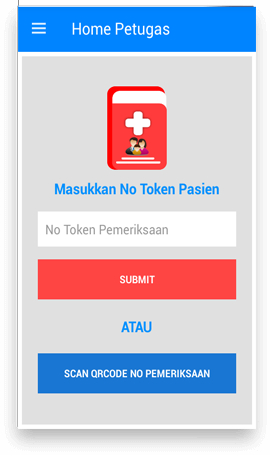 Home Petugas
Masukkan No Token Pasien
No Token Pemeriksaan
SUBMIT
ATAU
SCAN QRCODE NO PEMERIKSAAN